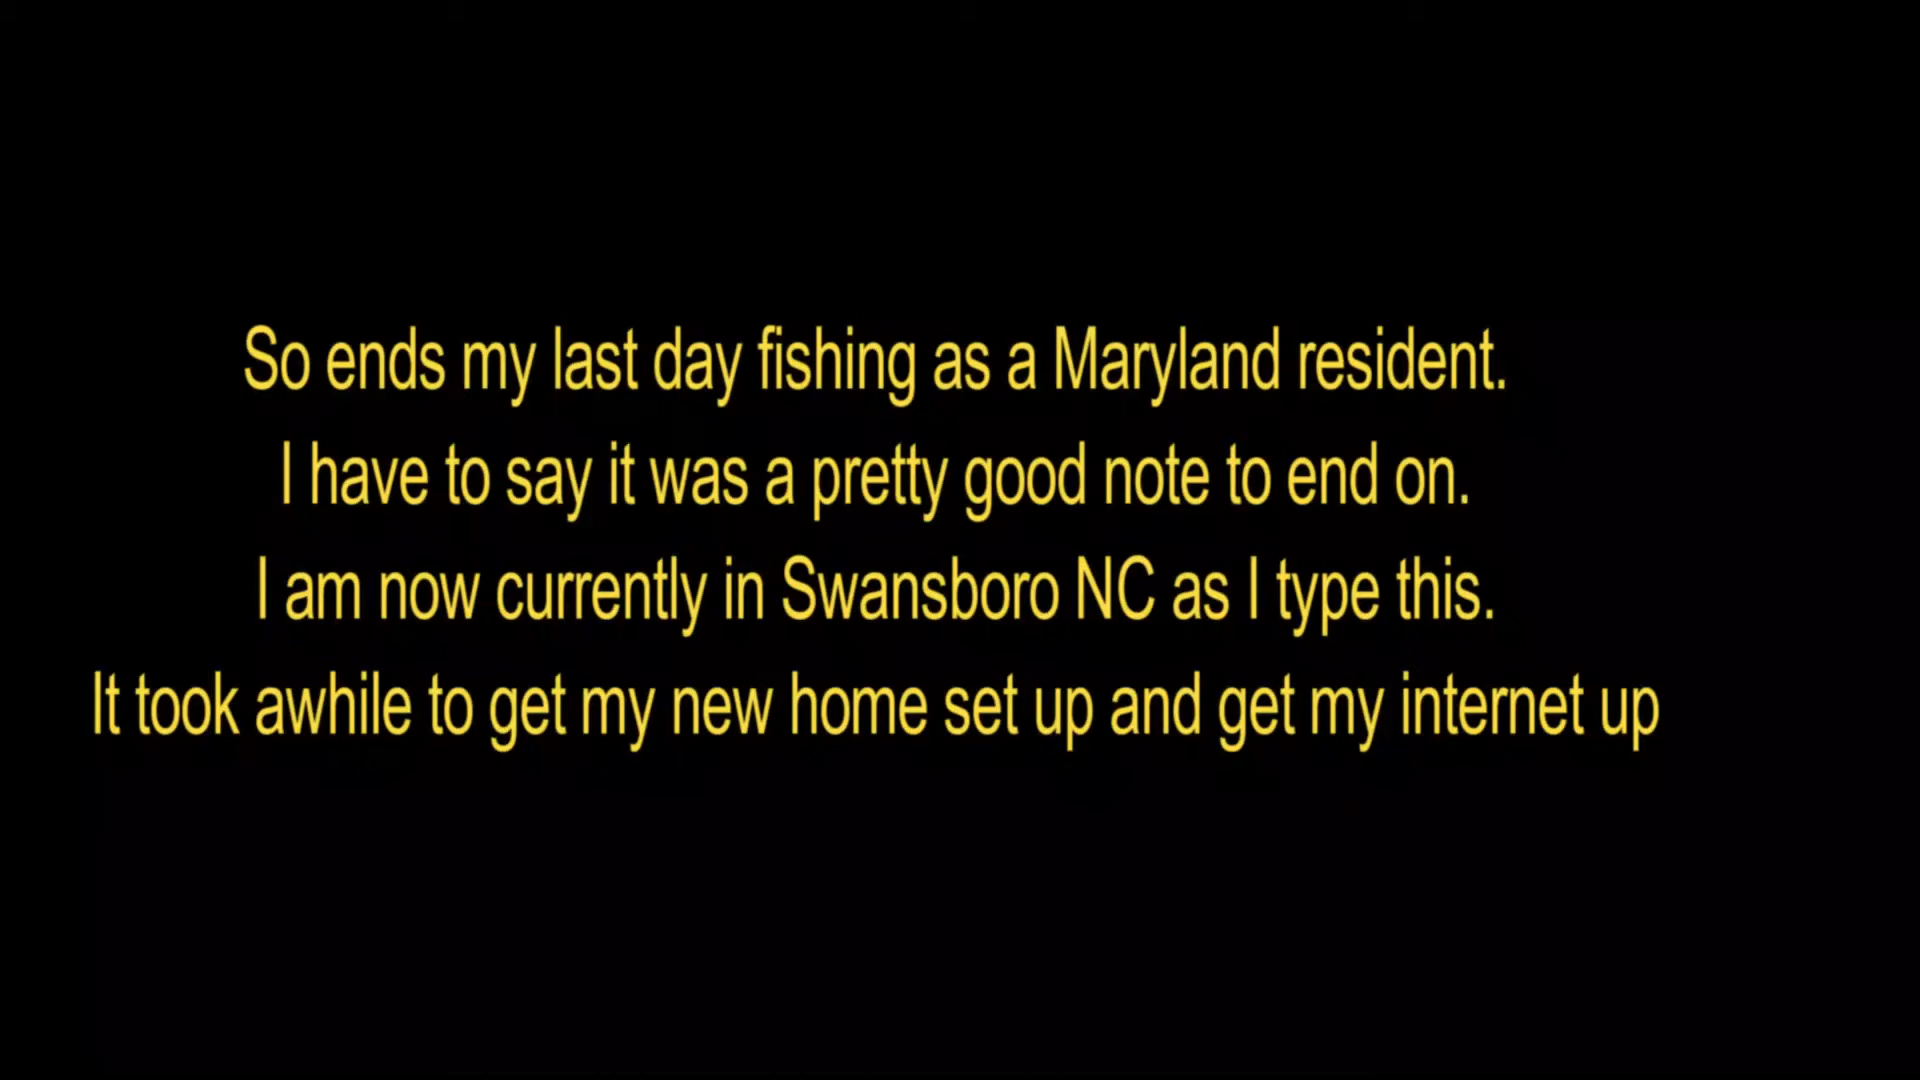 So ends my last day fishing as a Maryland resident.
I have to say it was a pretty good note to end on.
I am now currently in Swansboro NC as I type this.
It took awhile to get my new home set up and get my internet up